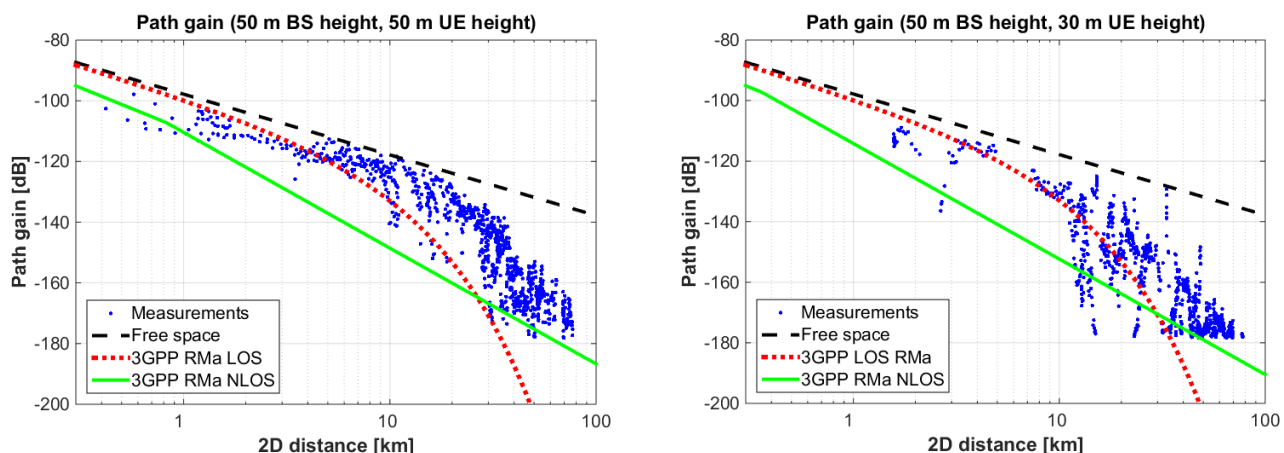 Path gain (50 m BS height, 50 m UE height)
-80
-100
-120
-140
-160
-180
-200
Path gain [dB]
Measurements
Free space
3GPP RMa LOS
3GPP RMa NLOS
1
10
100
2D distance [km]
Path gain (50 m BS height, 30 m UE height)
-80
-100
-120
-140
-160
-180
-200
Path gain [dB]
Measurements
Free space
3GPP LOS RMa
3GPP RMa NLOS
1
10
100
2D distance [km]